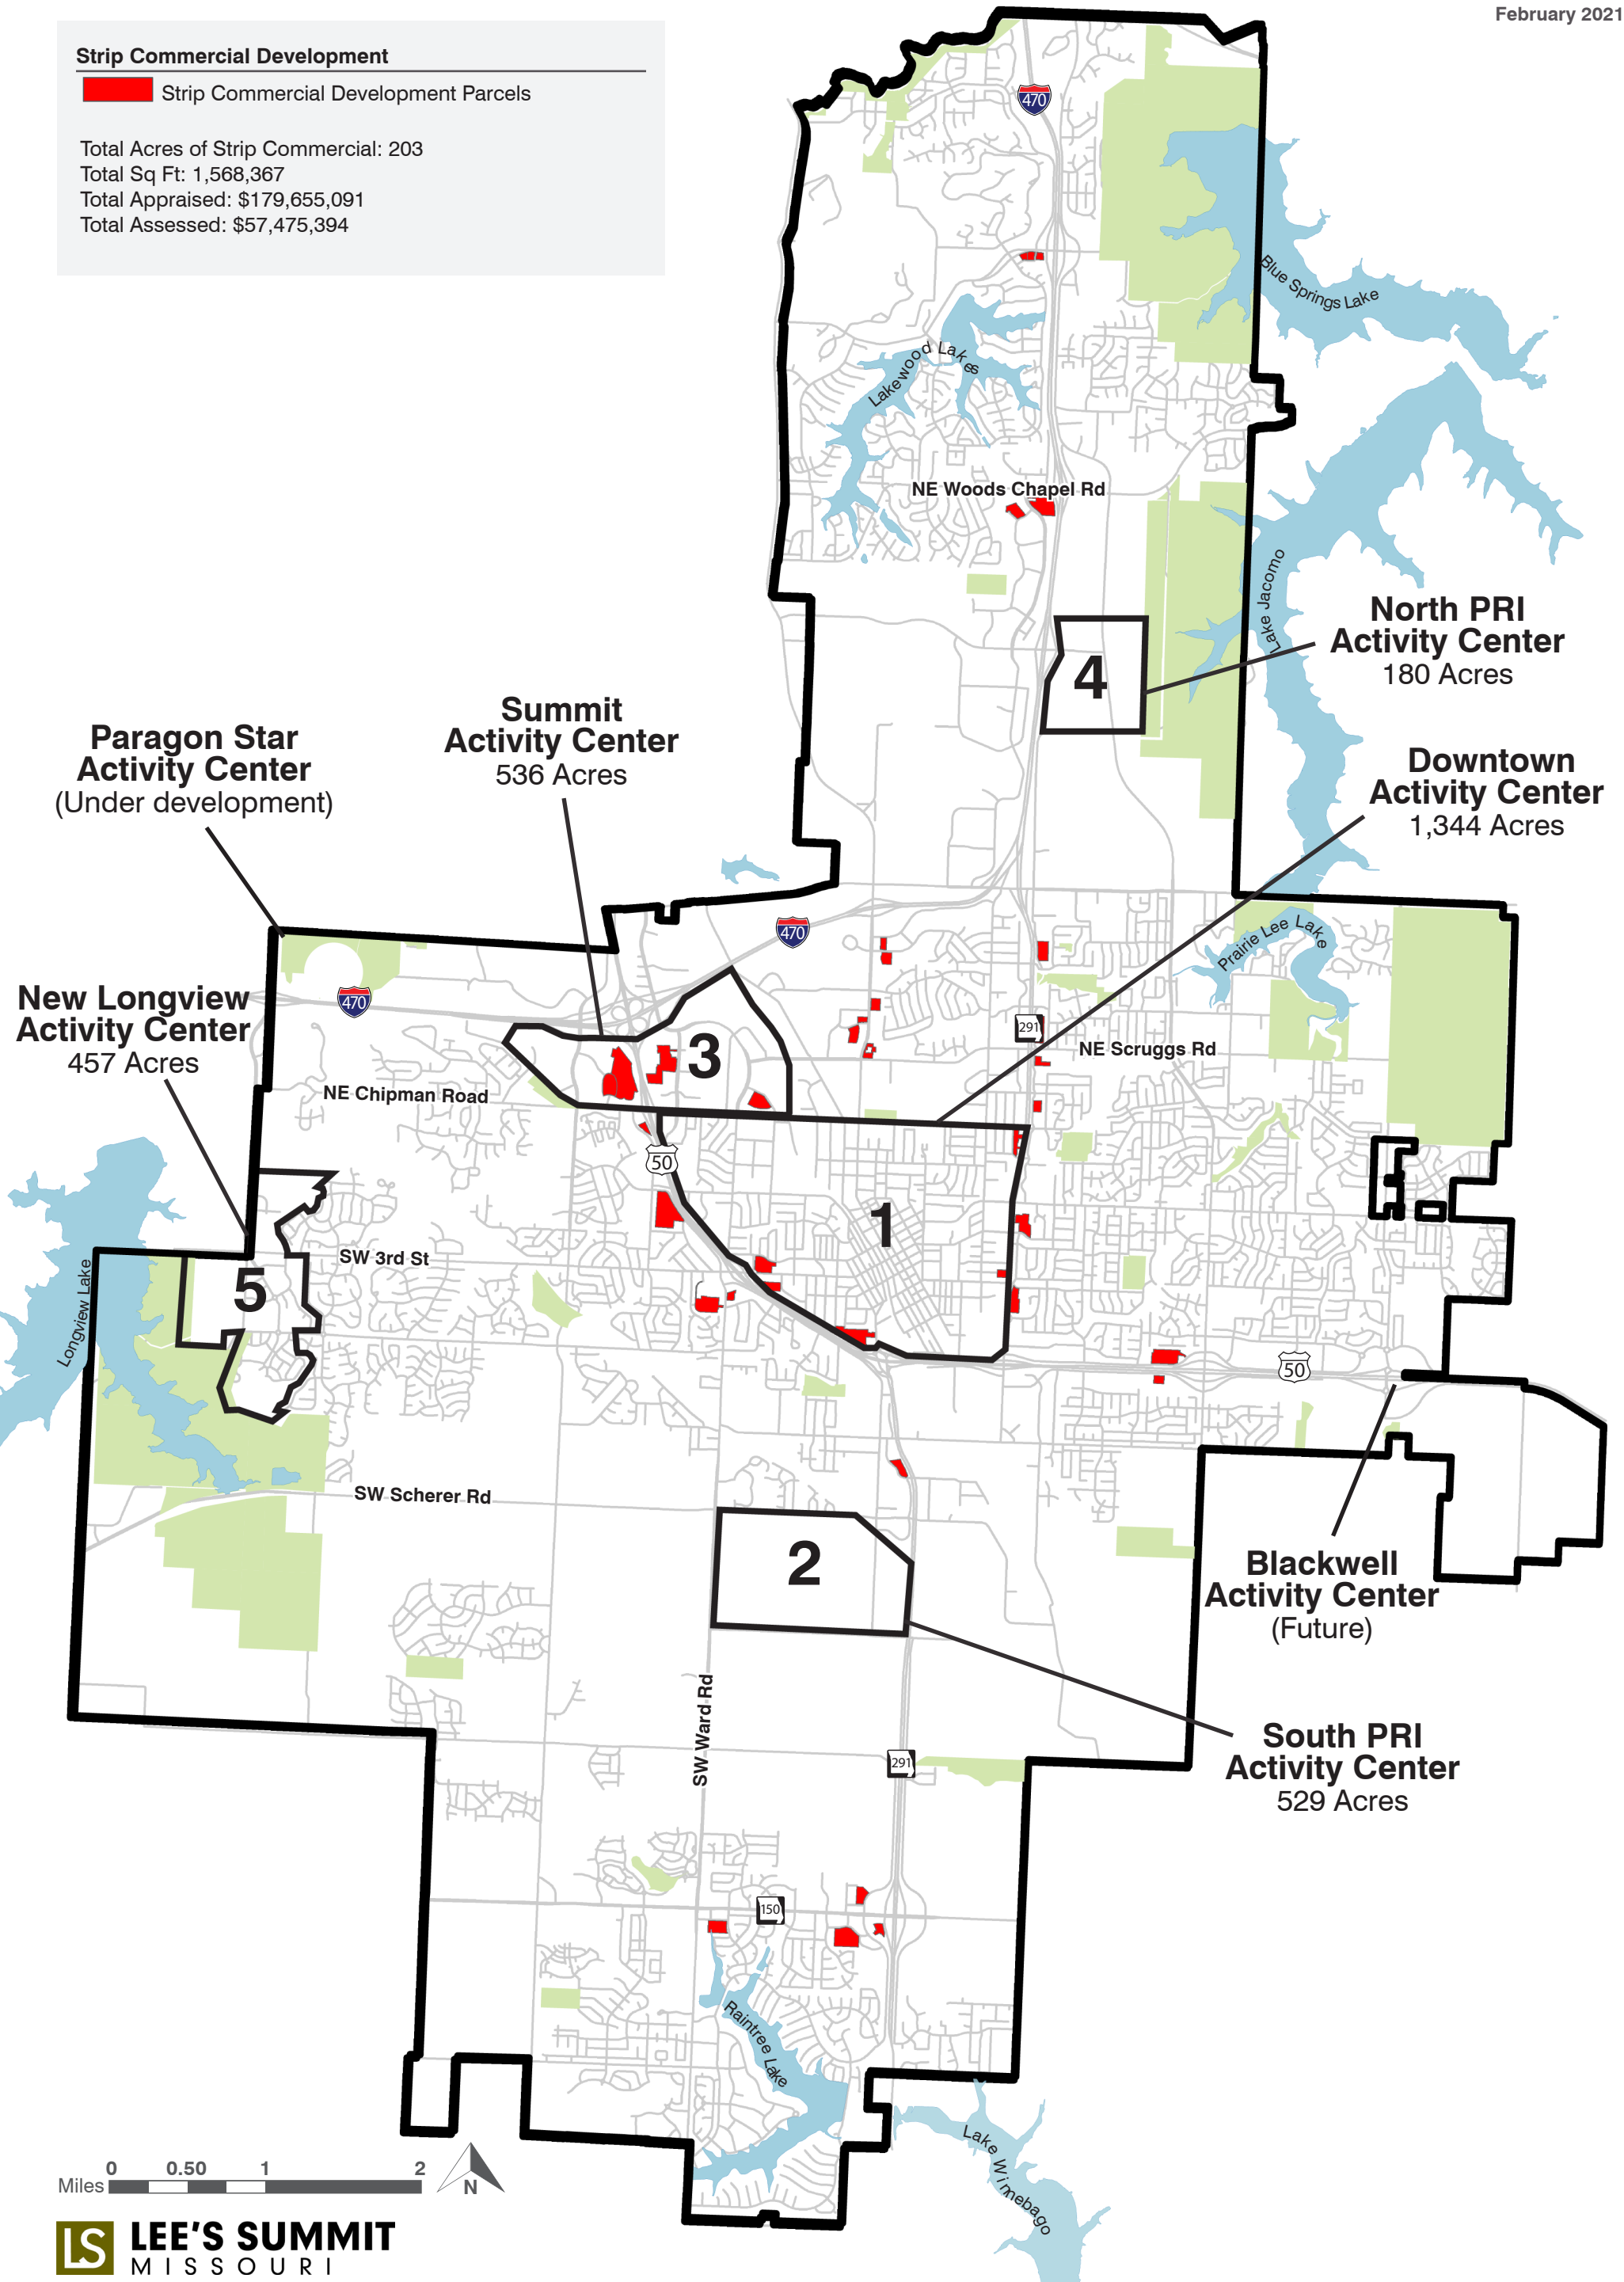 February 2021
Strip Commercial Development
Strip Commercial Development Parcels
Total Acres of Strip Commercial: 203
Total Sq Ft: 1,568,367
Total Appraised: $179,655,091
Total Assessed: $57,475,394
470
Blue Springs Lake
Lakewood Lakes
NE Woods Chapel Rd
Lake Jacomo
North PRI
Activity Center
180 Acres
4
Summit
Activity Center
536 Acres
Paragon Star
Activity Center
(Under development)
Downtown
Activity Center
1,344 Acres
470
Prairie Lee Lake
New Longview
Activity Center
457 Acres
470
291
NE Scruggs Rd
3
NE Chipman Road
50
1
SW 3rd St
5
Longview Lake
50
SW Scherer Rd
2
Blackwell
Activity Center
(Future)
SW Ward Rd
South PRI
Activity Center
529 Acres
291
150
Raintree Lake
Lake Winnebago
0 0.50 1 2
Miles
N
LS
LEE'S SUMMIT
MISSOURI